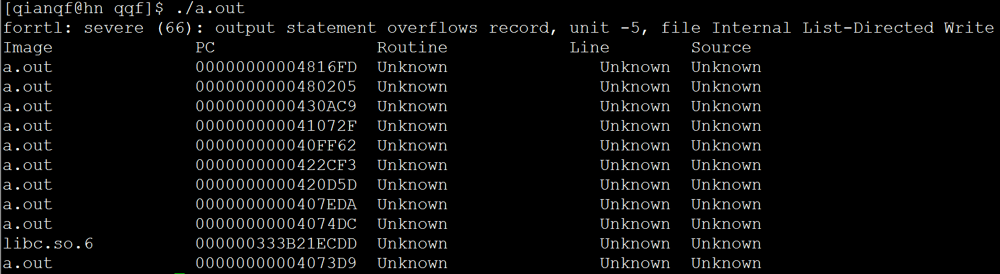 [qianqf@hn qqf]$ ./a.out
forrtl: severe (66): output statement overflows record, unit -5, file Internal List-Directed Write
Image PC Routine Line Source
a.out 00000000004816FD Unknown Unknown Unknown
a.out 0000000000480205 Unknown Unknown Unknown
a.out 0000000000430AC9 Unknown Unknown Unknown
a.out 000000000041072F Unknown Unknown Unknown
a.out 000000000040FF62 Unknown Unknown Unknown
a.out 0000000000422CF3 Unknown Unknown Unknown
a.out 0000000000420D5D Unknown Unknown Unknown
a.out 0000000000407EDA Unknown Unknown Unknown
a.out 00000000004074DC Unknown Unknown Unknown
libc.so.6 000000333B21ECDD Unknown Unknown Unknown
a.out 00000000004073D9 Unknown Unknown Unknown